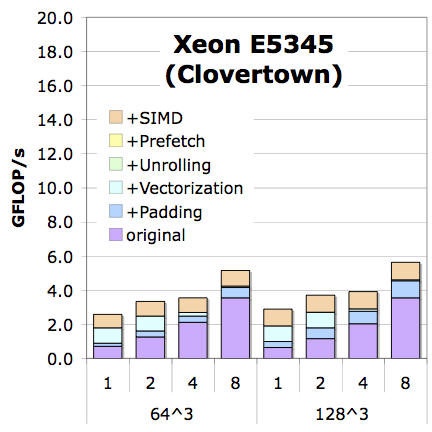 Xeon E5345
(Clovertown)
GFLOP/s
20.0
18.0
16.0
14.0
12.0
10.0
8.0
6.0
4.0
2.0
0.0
+SIMD
+Prefetch
+Unrolling
+Vectorization
+Padding
original
1 2 4 8 1 2 4 8
64^3 128^3